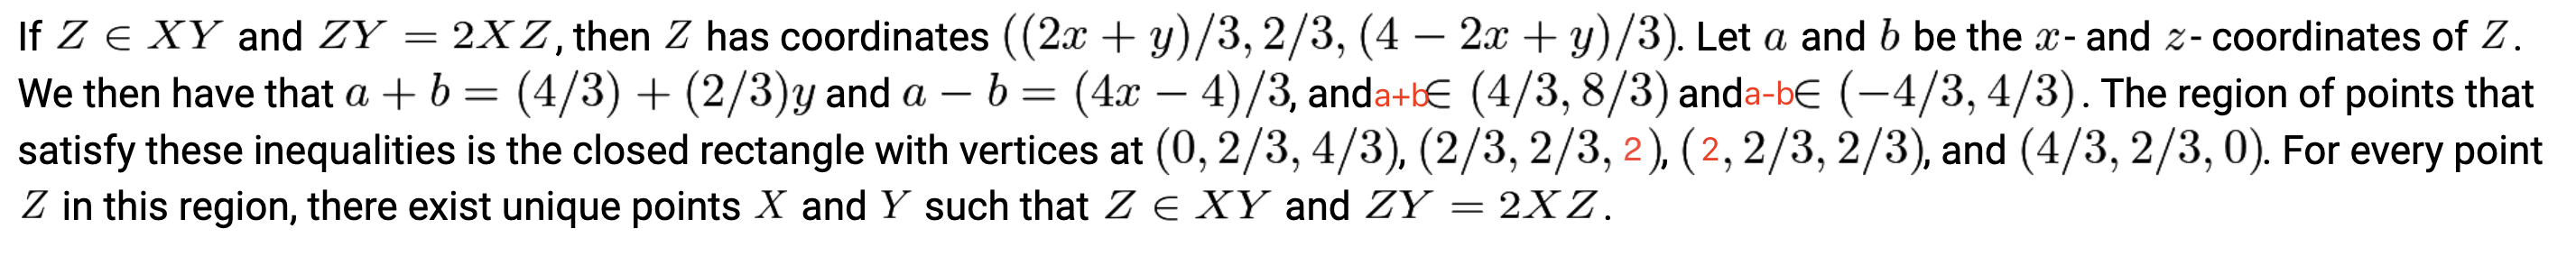 If Z ∈ XY and ZY = 2XZ, then Z has coordinates ((2x + y)/3, 2/3, (4 − 2x + y)/3). Let a and b be the x- and z- coordinates of Z.
We then have that a + b = (4/3) + (2/3)y and a − b = (4x − 4)/3, anda+b∈ (4/3, 8/3) anda-b∈ (−4/3, 4/3). The region of points that
satisfy these inequalities is the closed rectangle with vertices at (0, 2/3, 4/3), (2/3, 2/3, 2), (2, 2/3, 2/3), and (4/3, 2/3, 0). For every point
Z in this region, there exist unique points X and Y such that Z ∈ XY and ZY = 2XZ.